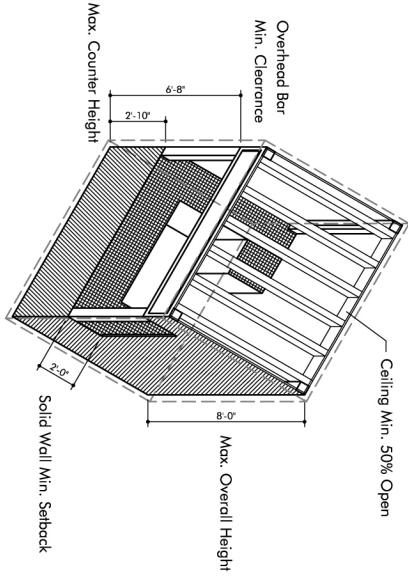 Overhead Bar
Min. Clearance
Max. Counter Height
6'-8"
2'-10"
Ceiling Min. 50% Open
8'-0"
Max. Overall Height
2'-0"
Solid Wall Min. Setback